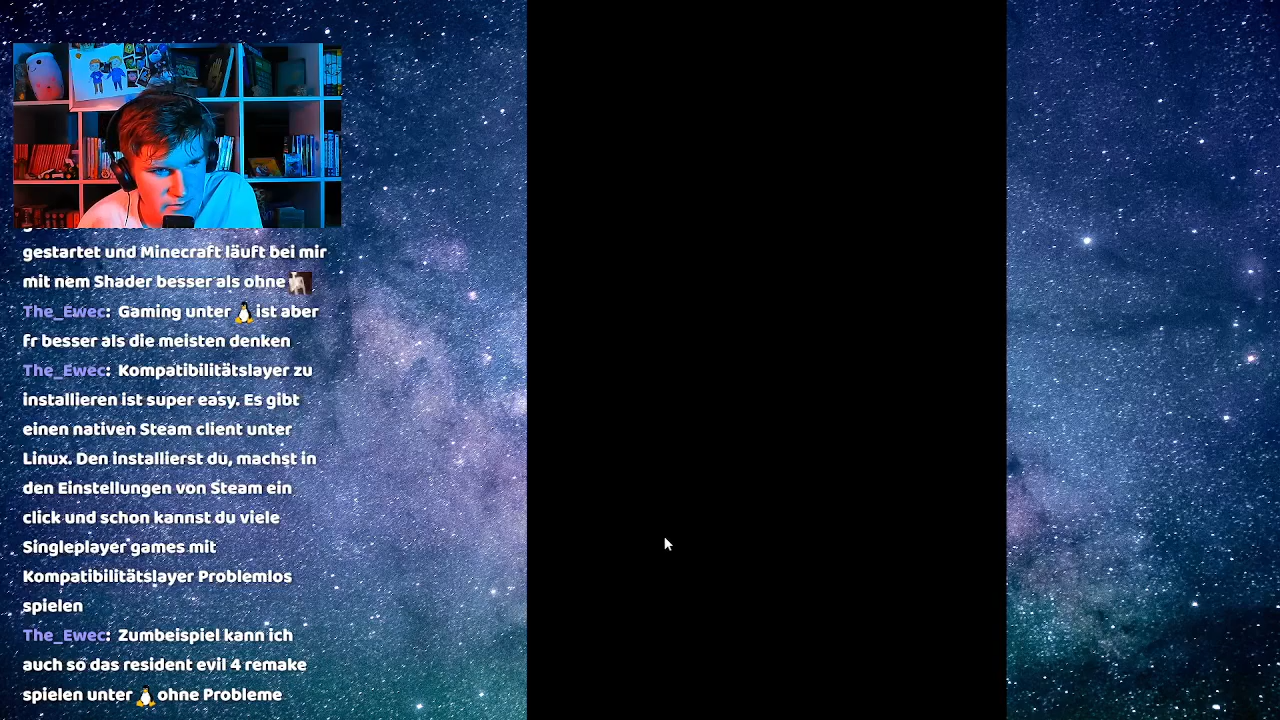 gestartet und Minecraft läuft bei mir
mit nem Shader besser als ohne
The_Ewec: Gaming unter 🐧 ist aber
fr besser als die meisten denken
The_Ewec: Kompatibilitätslayer zu
installieren ist super easy. Es gibt
einen nativen Steam client unter
Linux. Den installierst du, machst in
den Einstellungen von Steam ein
click und schon kannst du viele
Singleplayer games mit
Kompatibilitätslayer Problemlos
spielen
The_Ewec: Zumbeispiel kann ich
auch so das resident evil 4 remake
spielen unter 🐧 ohne Probleme